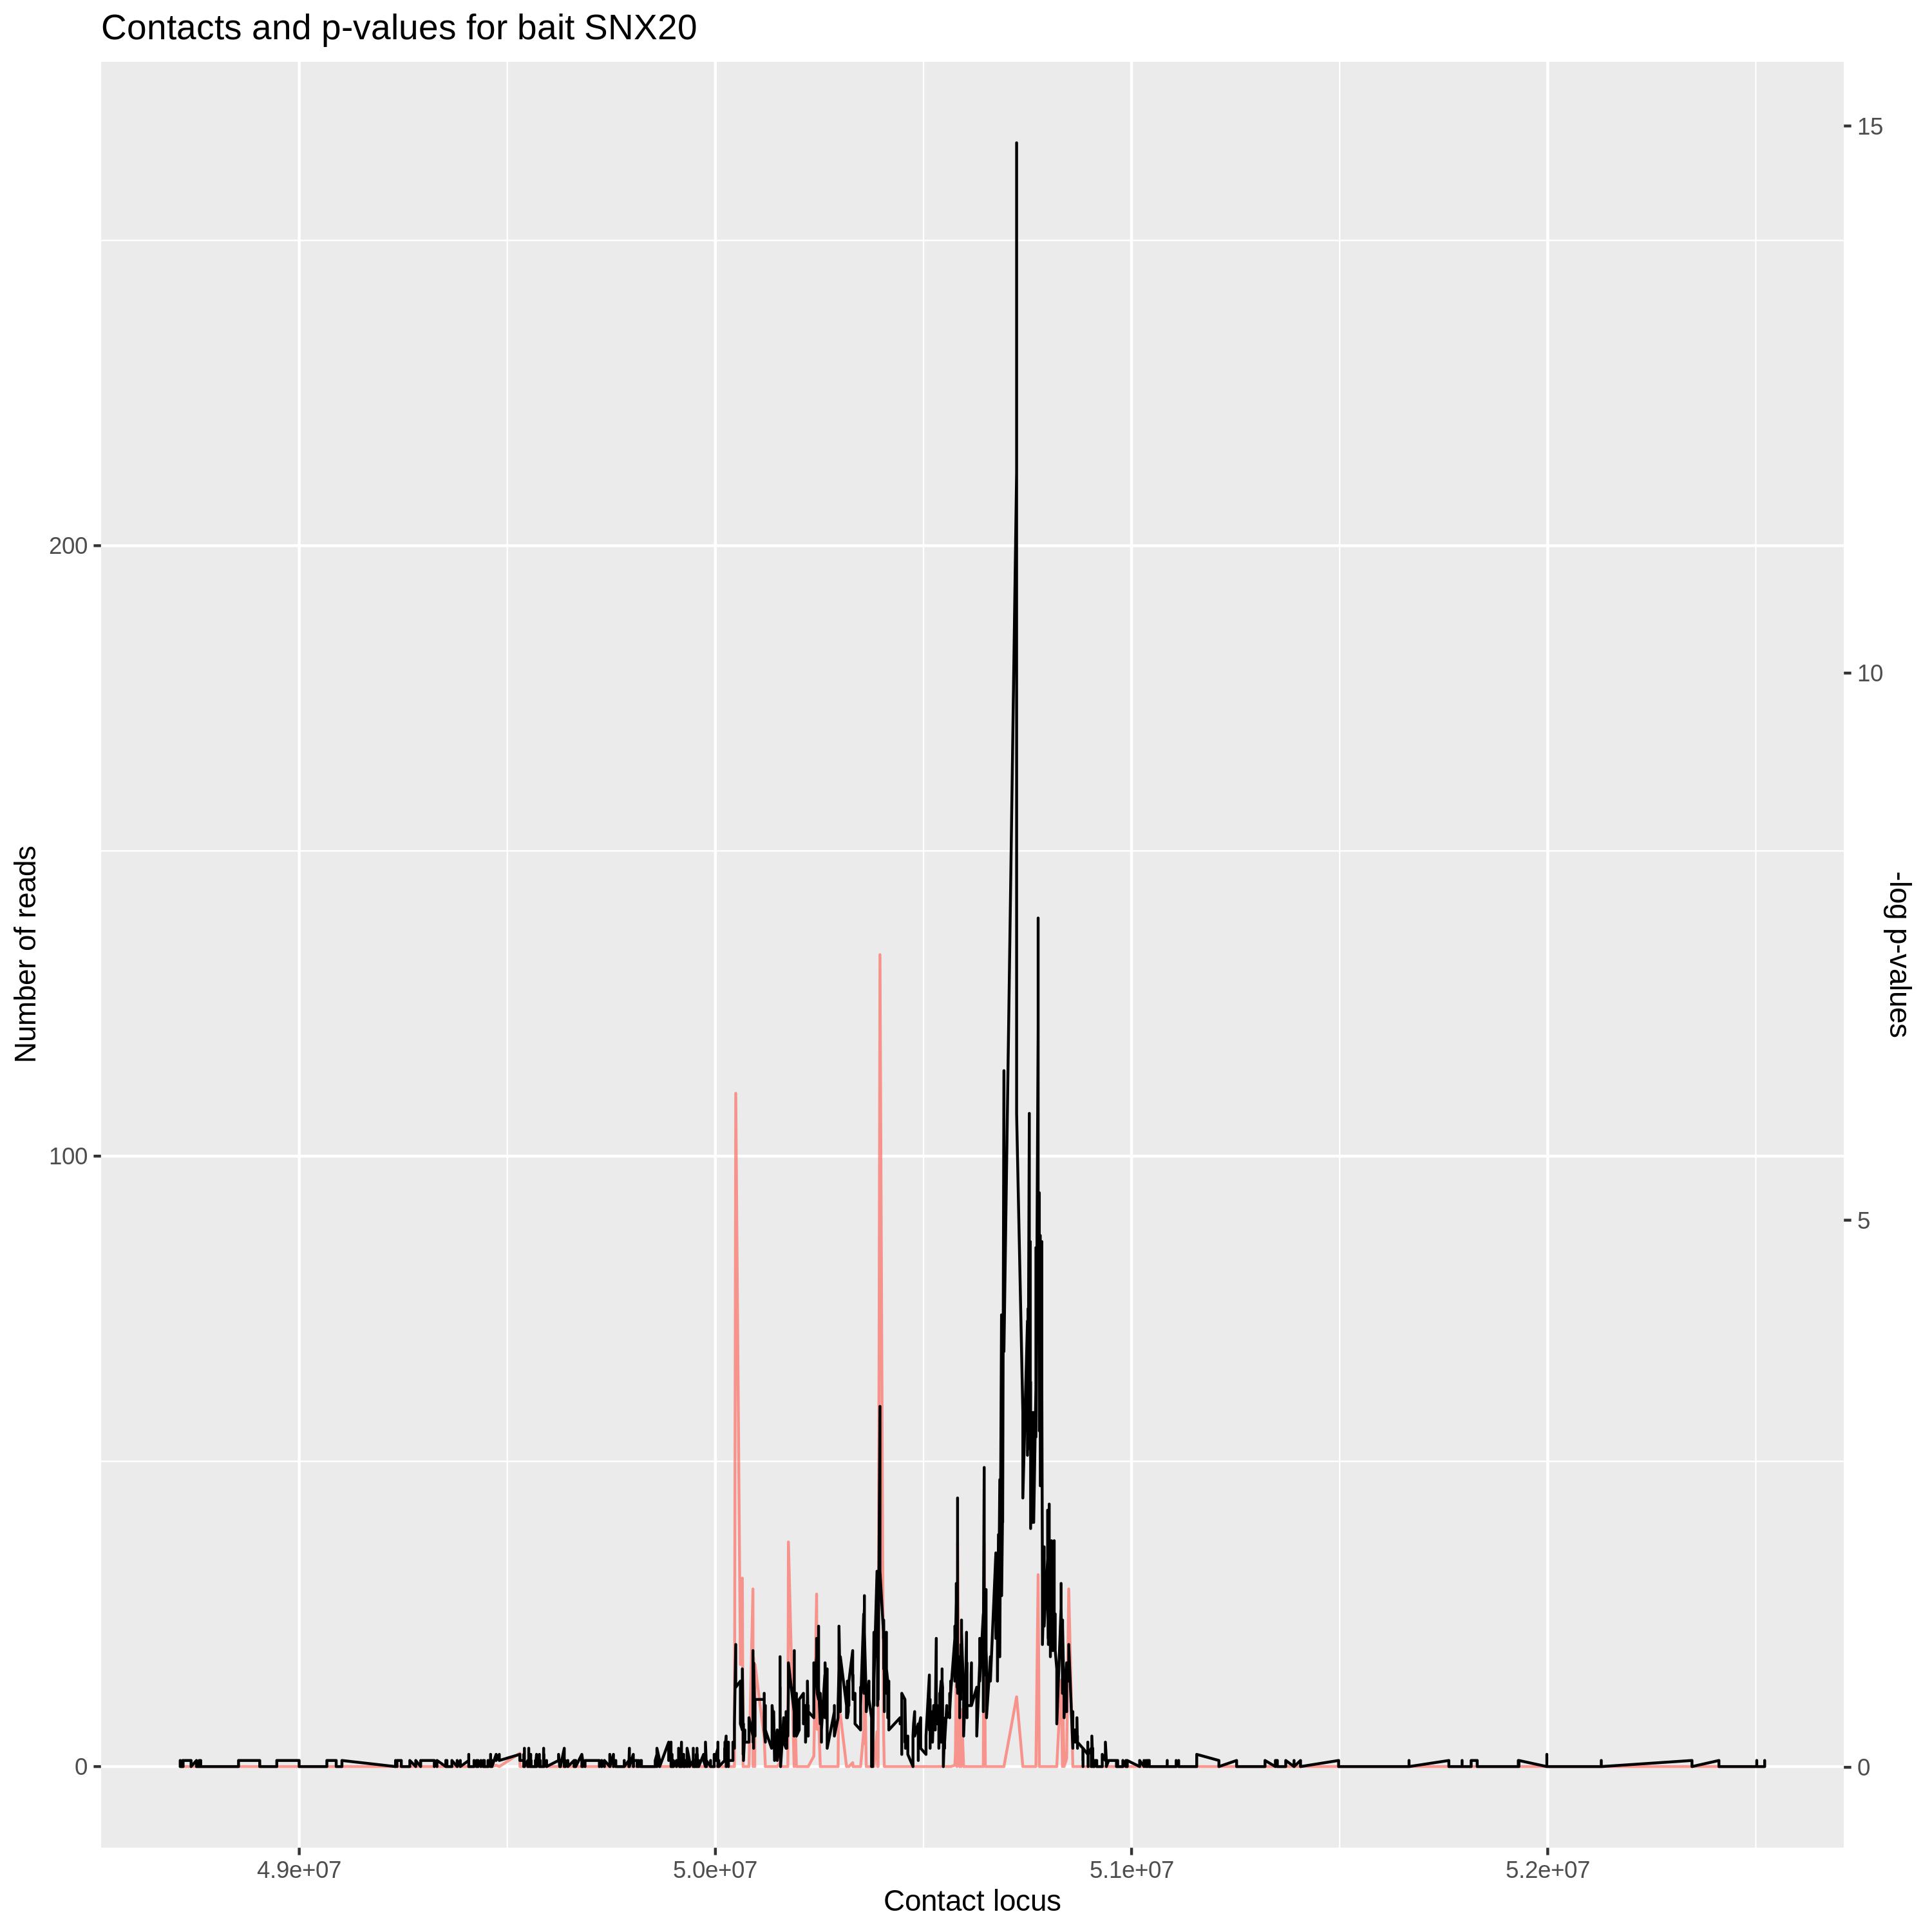 Contacts and p-values for bait SNX20
15
200
10
Number of reads
-log p-values
100
5
0
0
4.9e+07
5.0e+07
5.1e+07
5.2e+07
Contact locus